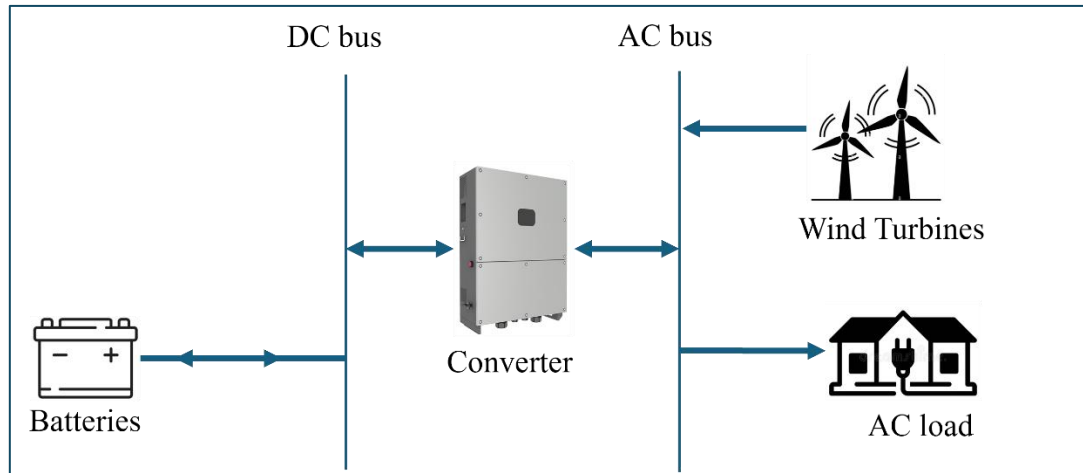 DC bus
AC bus
Wind Turbines
Converter
Batteries
AC load